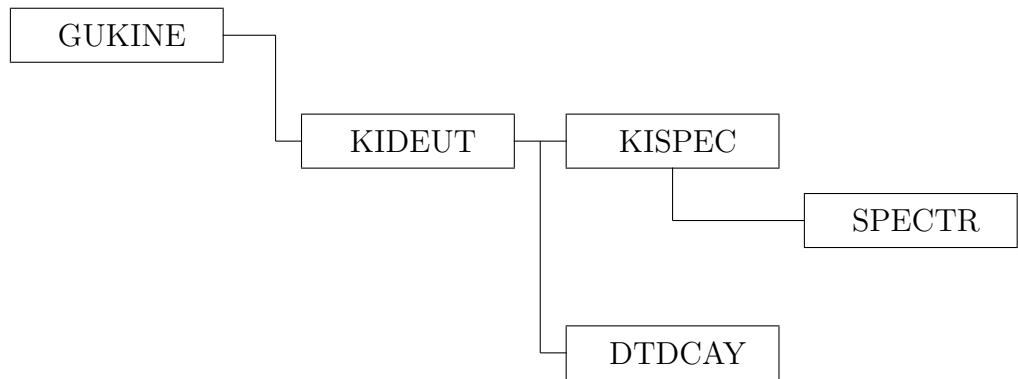 GUKINE
KIDEUT
KISPEC
SPECTR
DTDCAY